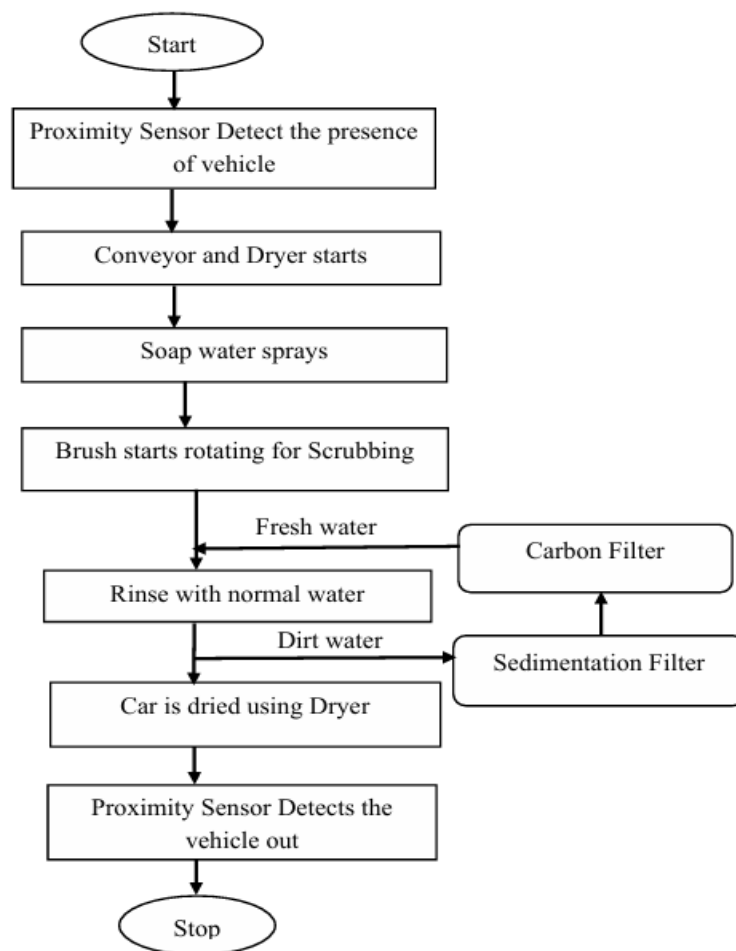 Start
Proximity Sensor Detect the presence
of vehicle
Conveyor and Dryer starts
Soap water sprays
Brush starts rotating for Scrubbing
Fresh water
Carbon Filter
Rinse with normal water
Dirt water
Sedimentation Filter
Car is dried using Dryer
Proximity Sensor Detects the
vehicle out
Stop